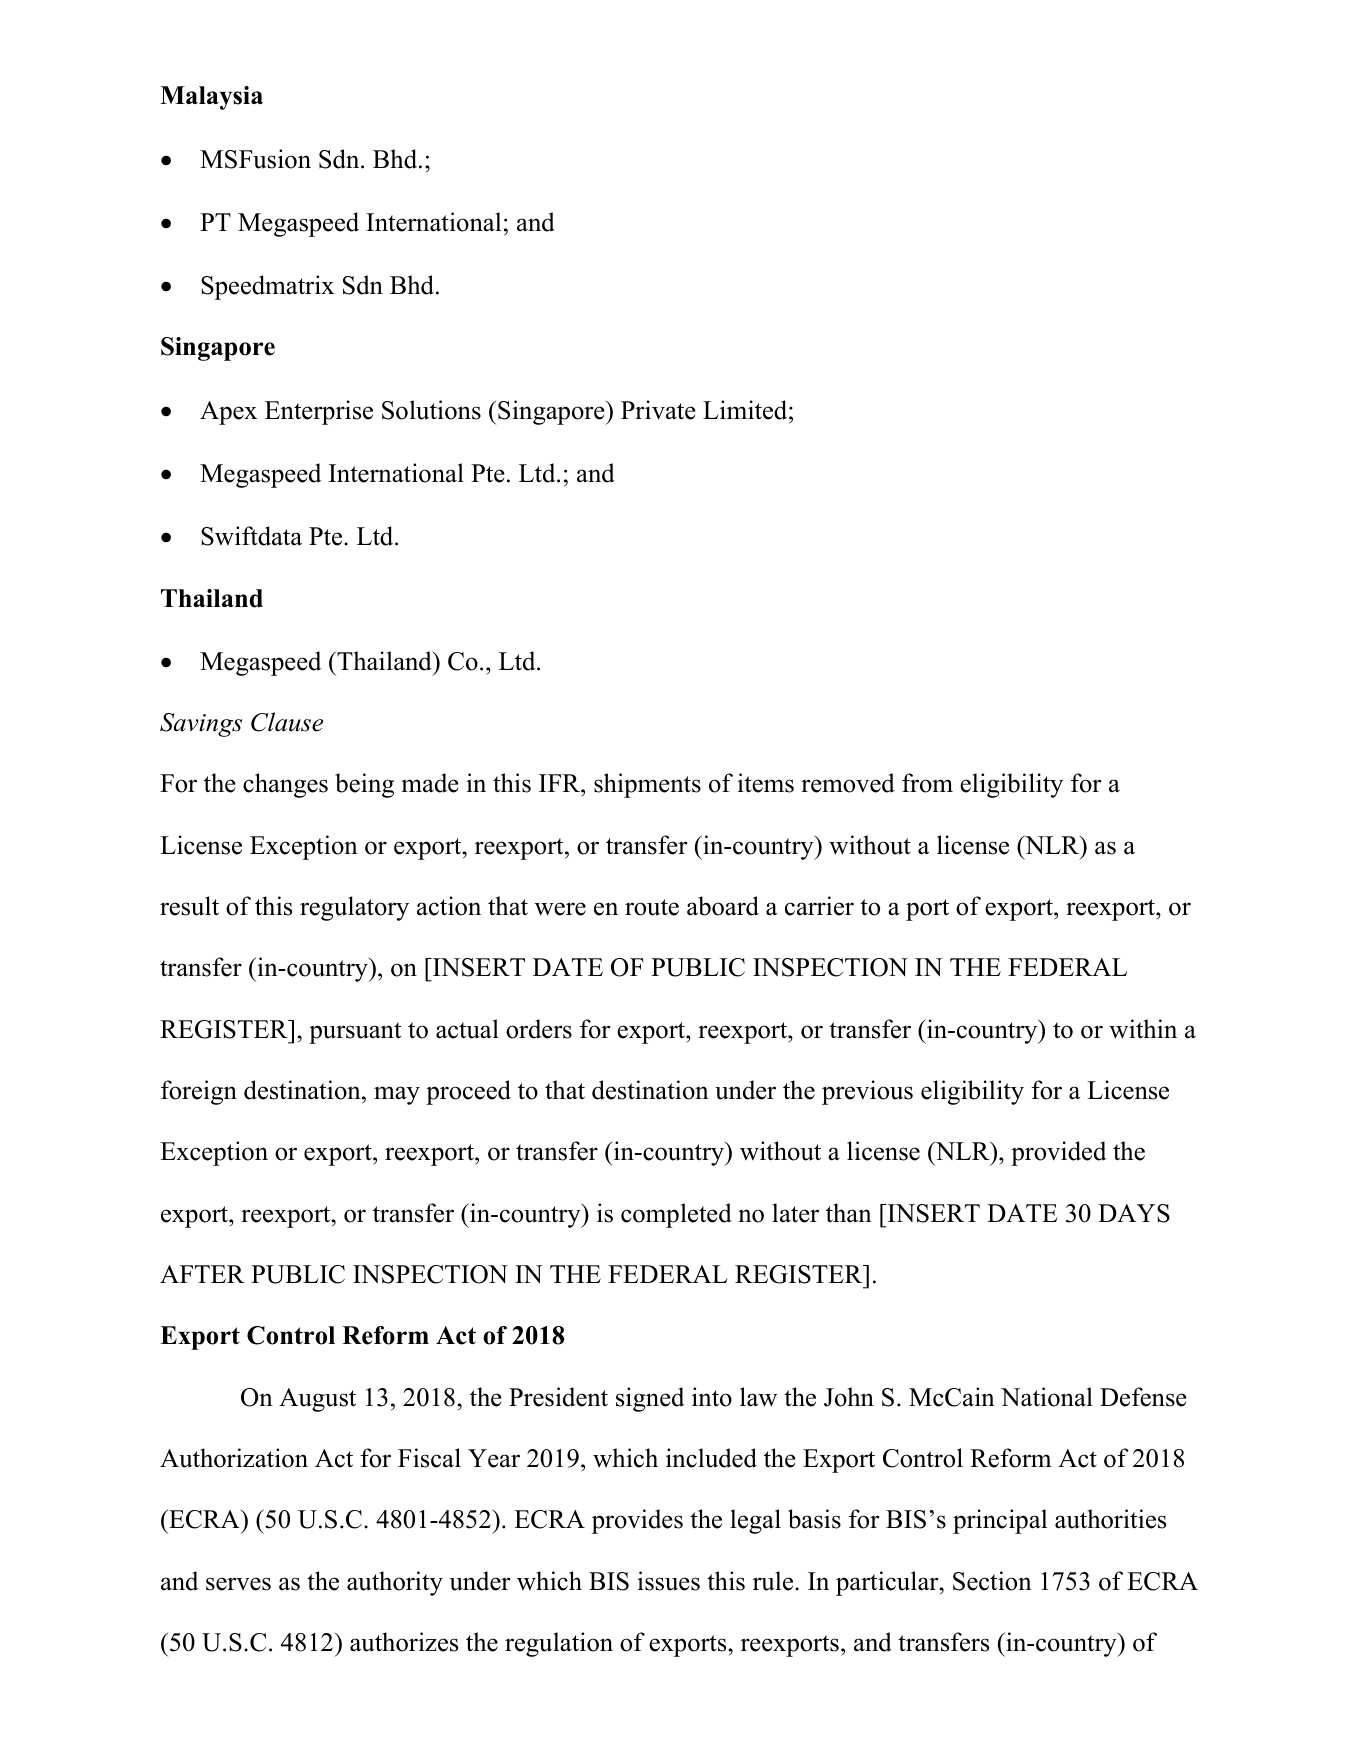 Malaysia
• MSFusion Sdn. Bhd.;
• PT Megaspeed International; and
• Speedmatrix Sdn Bhd.
Singapore
• Apex Enterprise Solutions (Singapore) Private Limited;
• Megaspeed International Pte. Ltd.; and
• Swiftdata Pte. Ltd.
Thailand
• Megaspeed (Thailand) Co., Ltd.
Savings Clause
For the changes being made in this IFR, shipments of items removed from eligibility for a
License Exception or export, reexport, or transfer (in-country) without a license (NLR) as a
result of this regulatory action that were en route aboard a carrier to a port of export, reexport, or
transfer (in-country), on [INSERT DATE OF PUBLIC INSPECTION IN THE FEDERAL
REGISTER], pursuant to actual orders for export, reexport, or transfer (in-country) to or within a
foreign destination, may proceed to that destination under the previous eligibility for a License
Exception or export, reexport, or transfer (in-country) without a license (NLR), provided the
export, reexport, or transfer (in-country) is completed no later than [INSERT DATE 30 DAYS
AFTER PUBLIC INSPECTION IN THE FEDERAL REGISTER].
Export Control Reform Act of 2018
On August 13, 2018, the President signed into law the John S. McCain National Defense
Authorization Act for Fiscal Year 2019, which included the Export Control Reform Act of 2018
(ECRA) (50 U.S.C. 4801-4852). ECRA provides the legal basis for BIS’s principal authorities
and serves as the authority under which BIS issues this rule. In particular, Section 1753 of ECRA
(50 U.S.C. 4812) authorizes the regulation of exports, reexports, and transfers (in-country) of